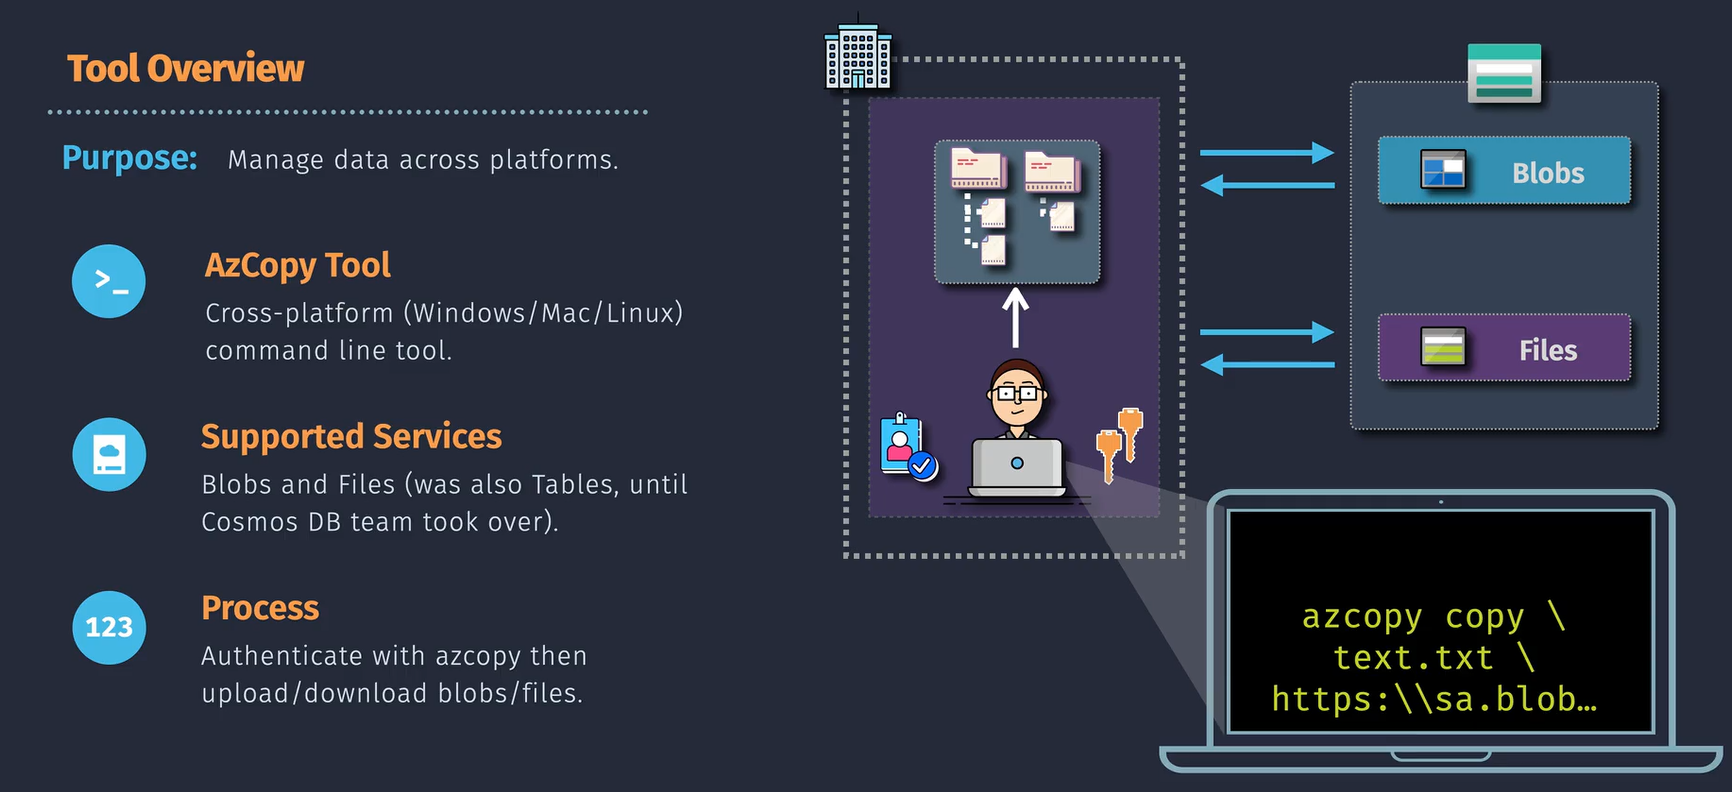 Tool Overview
Purpose: Manage data across platforms.
>_
AzCopy Tool
Cross-platform (Windows/Mac/Linux)
command line tool.
Supported Services
Blobs and Files (was also Tables, until
Cosmos DB team took over).
123
Process
Authenticate with azcopy then
upload/download blobs/files.
Blobs
Files
azcopy copy \
text.txt \
https:\\sa.blob…